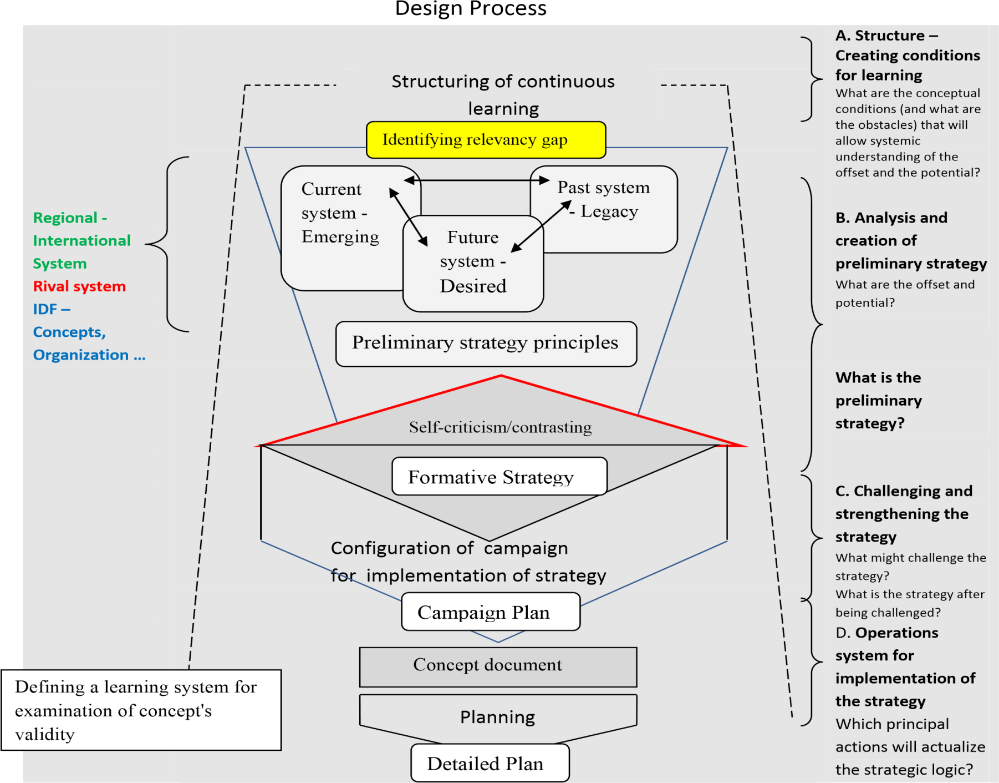 Design Process
Structuring of continuous
learning
Identifying relevancy gap
Current
system -
Emerging
Past system
- Legacy
Future
system -
Desired
Preliminary strategy principles
Self-criticism/contrasting
Formative Strategy
Configuration of  campaign
for  implementation of strategy
Campaign Plan
Concept document
Planning
Detailed Plan
Regional -
International
System
Rival system
IDF –
Concepts,
Organization ...
Defining a learning system for
examination of concept's
validity
A. Structure –
Creating conditions
for learning
What are the conceptual
conditions (and what are
the obstacles) that will
allow systemic
understanding of the
offset and the potential?
B. Analysis and
creation of
preliminary strategy
What are the offset and
potential?
What is the
preliminary
strategy?
C. Challenging and
strengthening the
strategy
What might challenge the
strategy?
What is the strategy after
being challenged?
D. Operations
system for
implementation of
the strategy
Which principal
actions will actualize
the strategic logic?